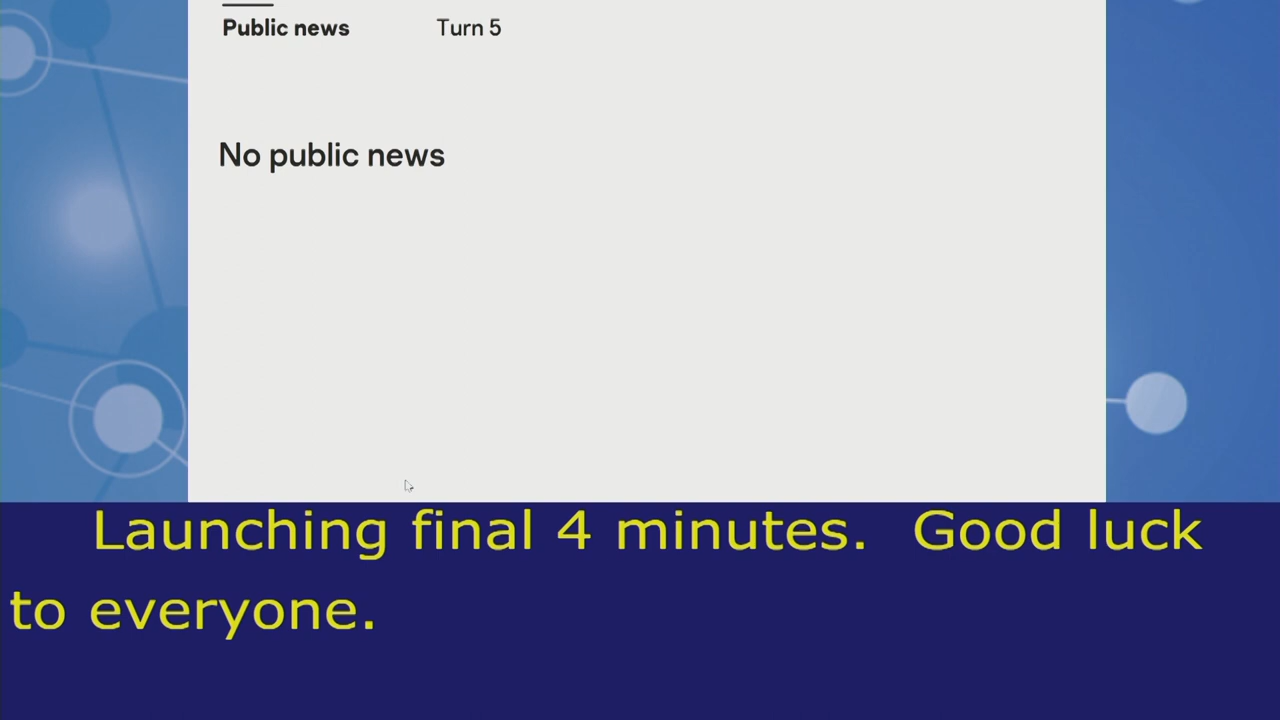 Public news Turn 5
No public news
Launching final 4 minutes. Good luck
to everyone.